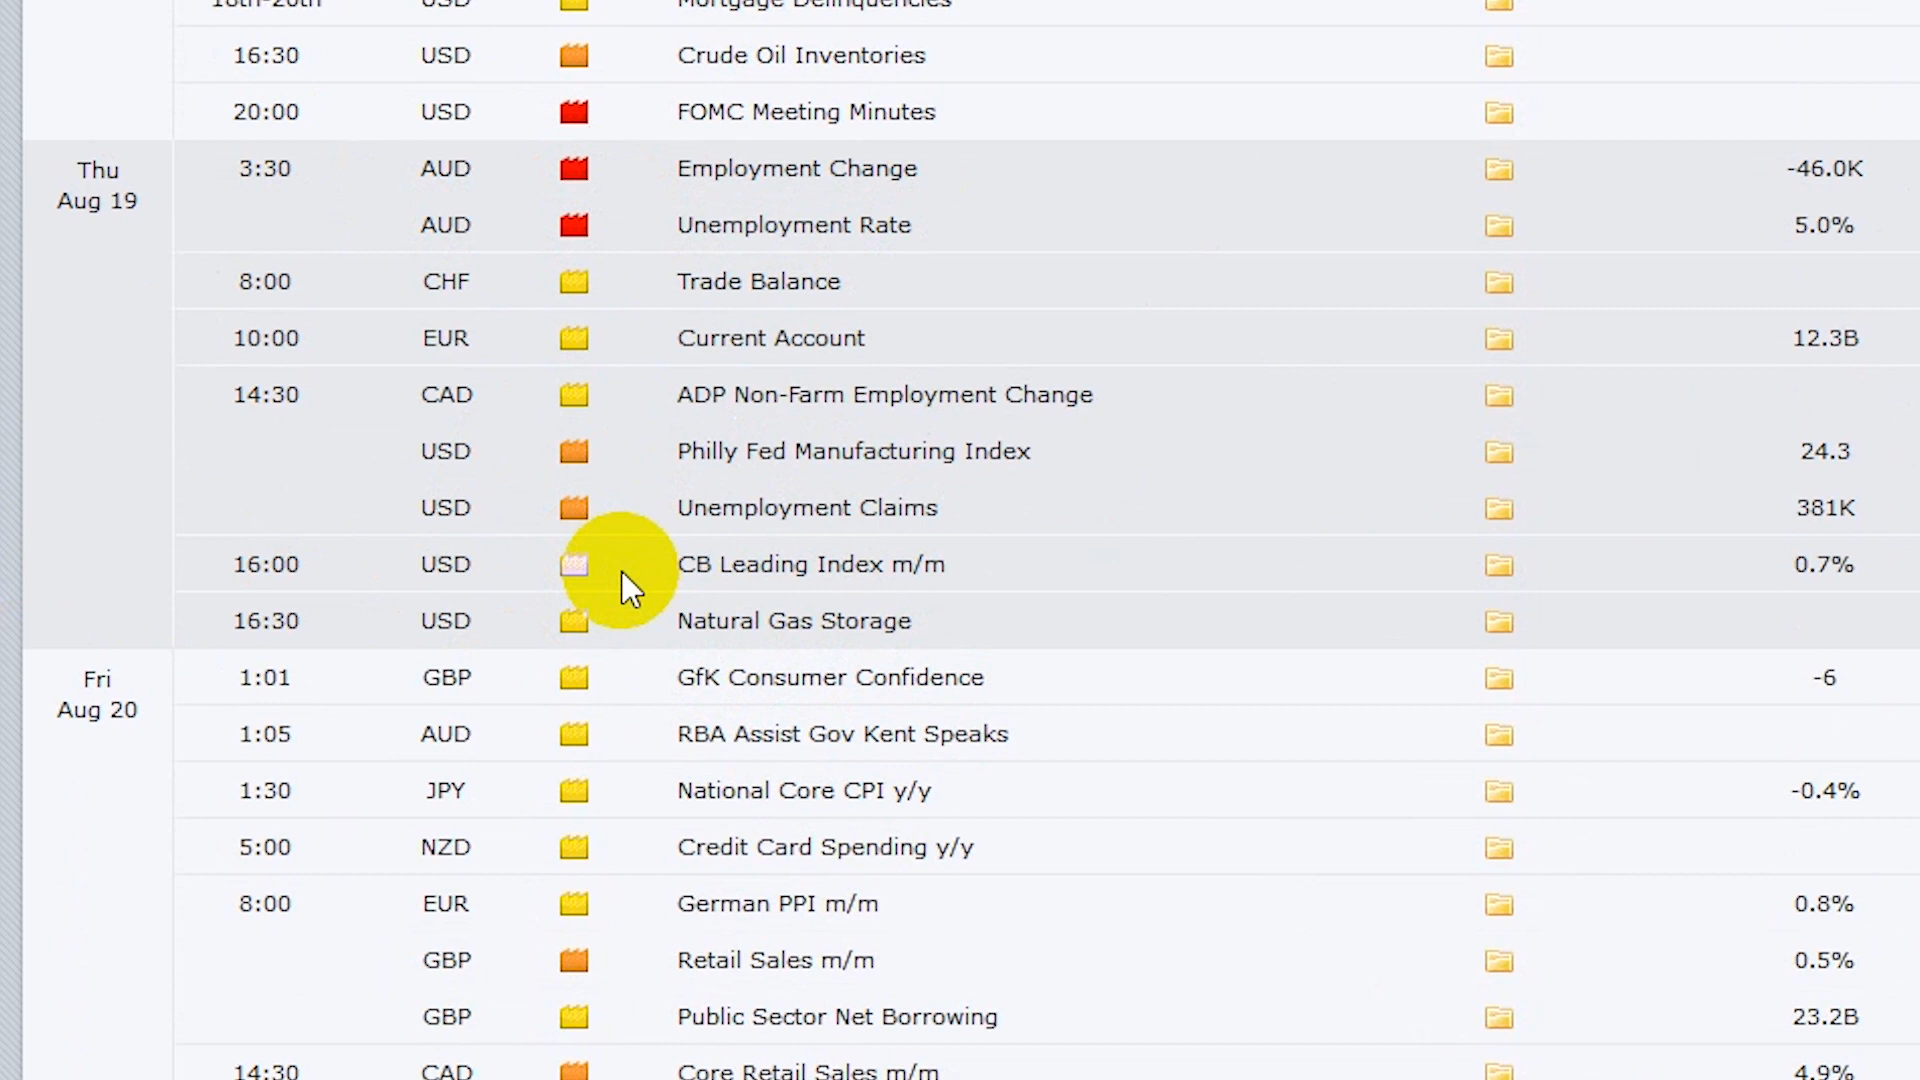 18th-20th USD Mortgage Delinquencies
16:30 USD Crude Oil Inventories
20:00 USD FOMC Meeting Minutes
Thu
Aug 19
3:30 AUD Employment Change -46.0K
AUD Unemployment Rate 5.0%
8:00 CHF Trade Balance
10:00 EUR Current Account 12.3B
14:30 CAD ADP Non-Farm Employment Change
USD Philly Fed Manufacturing Index 24.3
USD Unemployment Claims 381K
16:00 USD CB Leading Index m/m 0.7%
16:30 USD Natural Gas Storage
Fri
Aug 20
1:01 GBP GfK Consumer Confidence -6
1:05 AUD RBA Assist Gov Kent Speaks
1:30 JPY National Core CPI y/y -0.4%
5:00 NZD Credit Card Spending y/y
8:00 EUR German PPI m/m 0.8%
GBP Retail Sales m/m 0.5%
GBP Public Sector Net Borrowing 23.2B
14:30 CAD Core Retail Sales m/m 4.9%